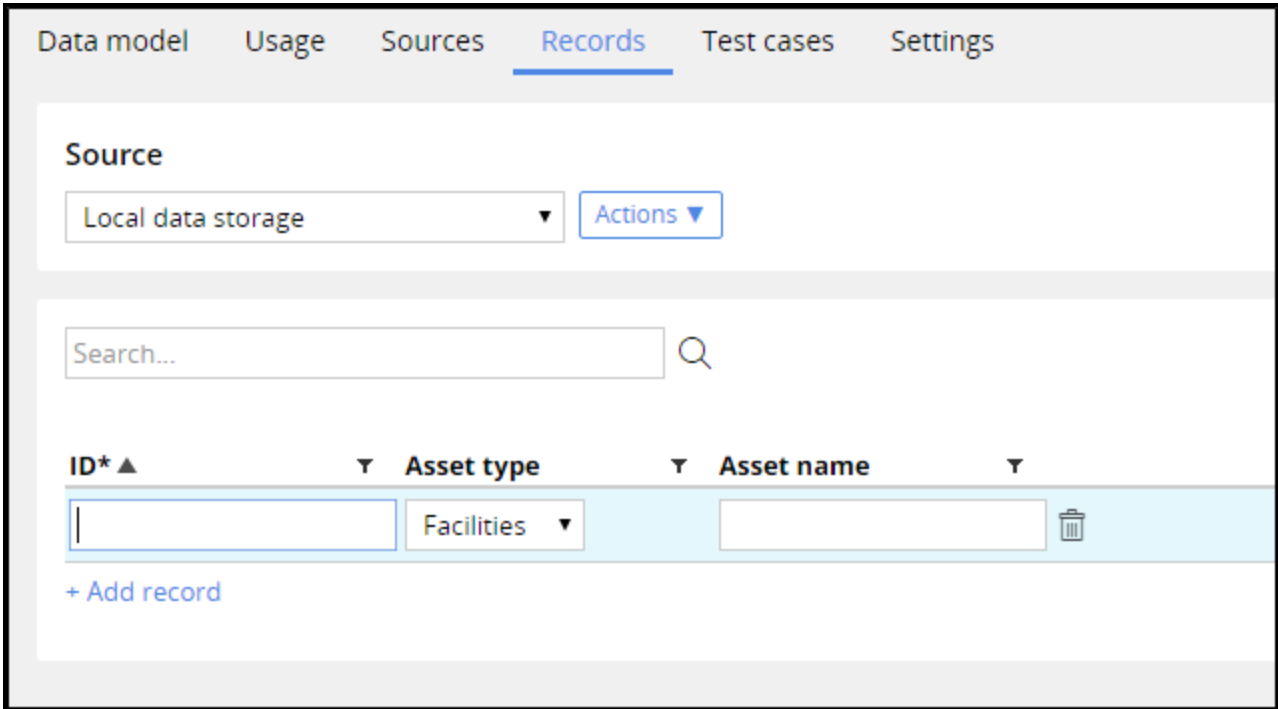 Data model Usage Sources Records Test cases Settings
Source
Local data storage Actions
Search...
ID* Asset type Asset name
Facilities
+ Add record